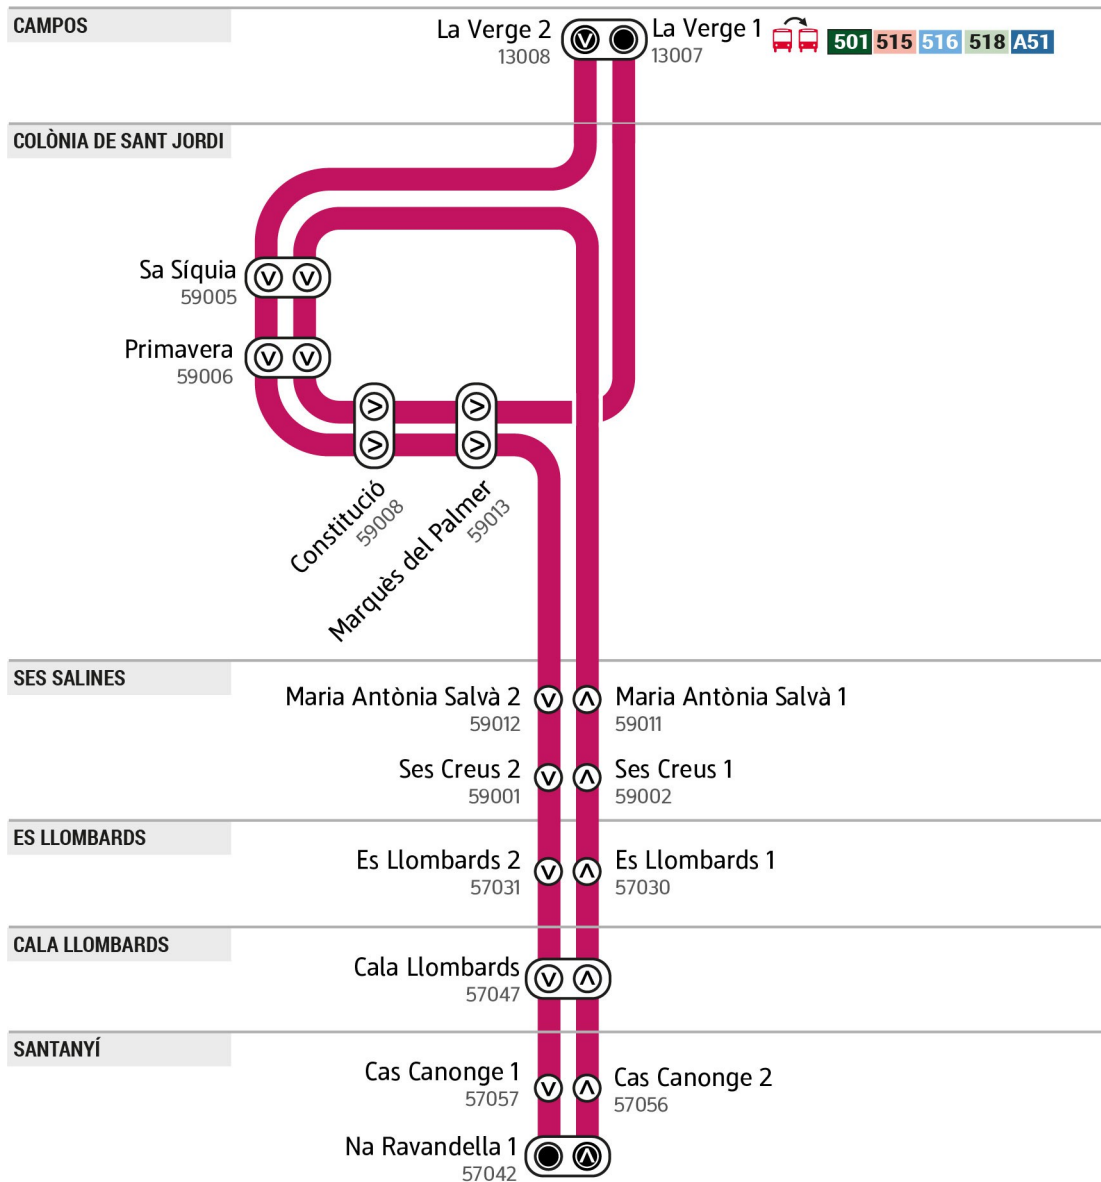 CAMPOS
La Verge 2
13008
La Verge 1
13007
501 515 516 518 A51
COLÒNIA DE SANT JORDI
Sa Síquia
59005
Primavera
59006
Constitució
59008
Marquès del Palmer
59013
SES SALINES
Maria Antònia Salvà 2
59012
Maria Antònia Salvà 1
59011
Ses Creus 2
59001
Ses Creus 1
59002
ES LLOMBARDS
Es Llombards 2
57031
Es Llombards 1
57030
CALA LLOMBARDS
Cala Llombards
57047
SANTANYÍ
Cas Canonge 1
57057
Cas Canonge 2
57056
Na Ravandella 1
57042